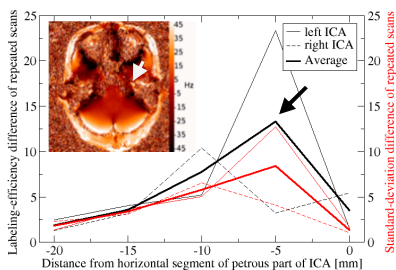 25
20
15
10
5
0
Labeling-efficiency difference of repeated scans
45
35
25
15
5
Hz
-5
-15
-25
-35
-45
left ICA
right ICA
Average
25
20
15
10
5
0
Standard-deviation difference of repeated scans
-20 -15 -10 -5 0
Distance from horizontal segment of petrous part of ICA [mm]